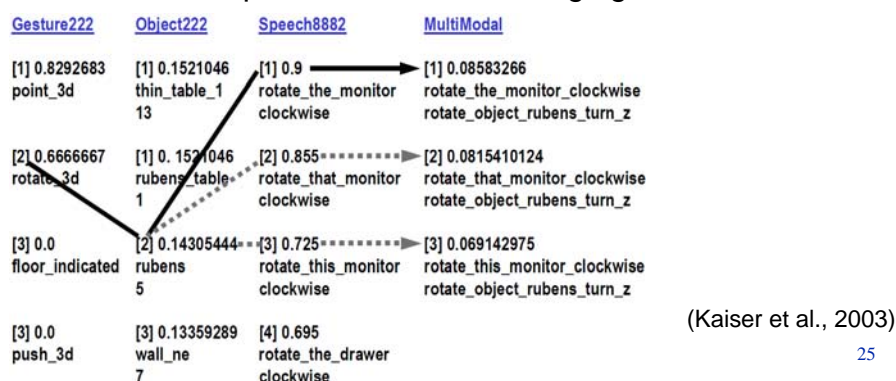 Gesture222 Object222 Speech8882 MultiModal
[1] 0.8292683 [1] 0.1521046 [1] 0.9 [1] 0.08583266
point_3d thin_table_1 rotate_the_monitor rotate_the_monitor_clockwise
13 clockwise rotate_object_rubens_turn_z
[2] 0.6666667 [1] 0. 1521046 [2] 0.855 [2] 0.0815410124
rotate_3d rubens_table rotate_that_monitor rotate_that_monitor_clockwise
1 clockwise rotate_object_rubens_turn_z
[3] 0.0 [2] 0.14305444 [3] 0.725 [3] 0.069142975
floor_indicated rubens rotate_this_monitor rotate_this_monitor_clockwise
5 clockwise rotate_object_rubens_turn_z
(Kaiser et al., 2003)
[3] 0.0 [3] 0.13359289 [4] 0.695
push_3d wall_ne rotate_the_drawer
25
7 clockwise